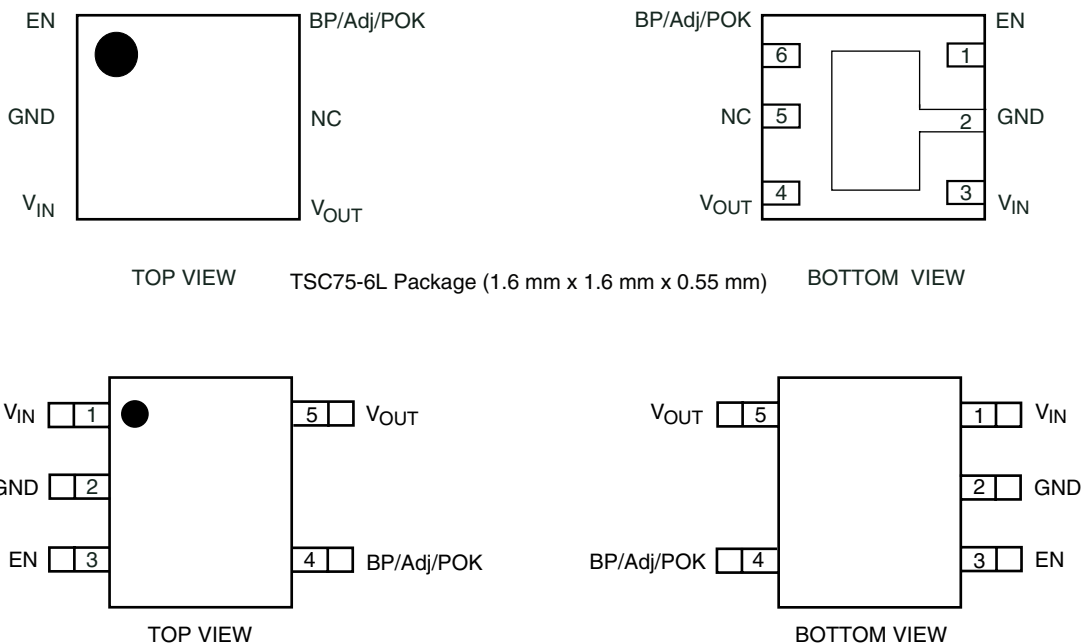 EN BP/Adj/POK BP/Adj/POK EN
6 1
GND NC NC 5 2 GND
VIN VOUT VOUT 4 3 VIN
TOP VIEW TSC75-6L Package (1.6 mm x 1.6 mm x 0.55 mm) BOTTOM VIEW
VIN 1 5 VOUT VOUT 5 1 VIN
GND 2 2 GND
EN 3 4 BP/Adj/POK BP/Adj/POK 4 3 EN
TOP VIEW BOTTOM VIEW